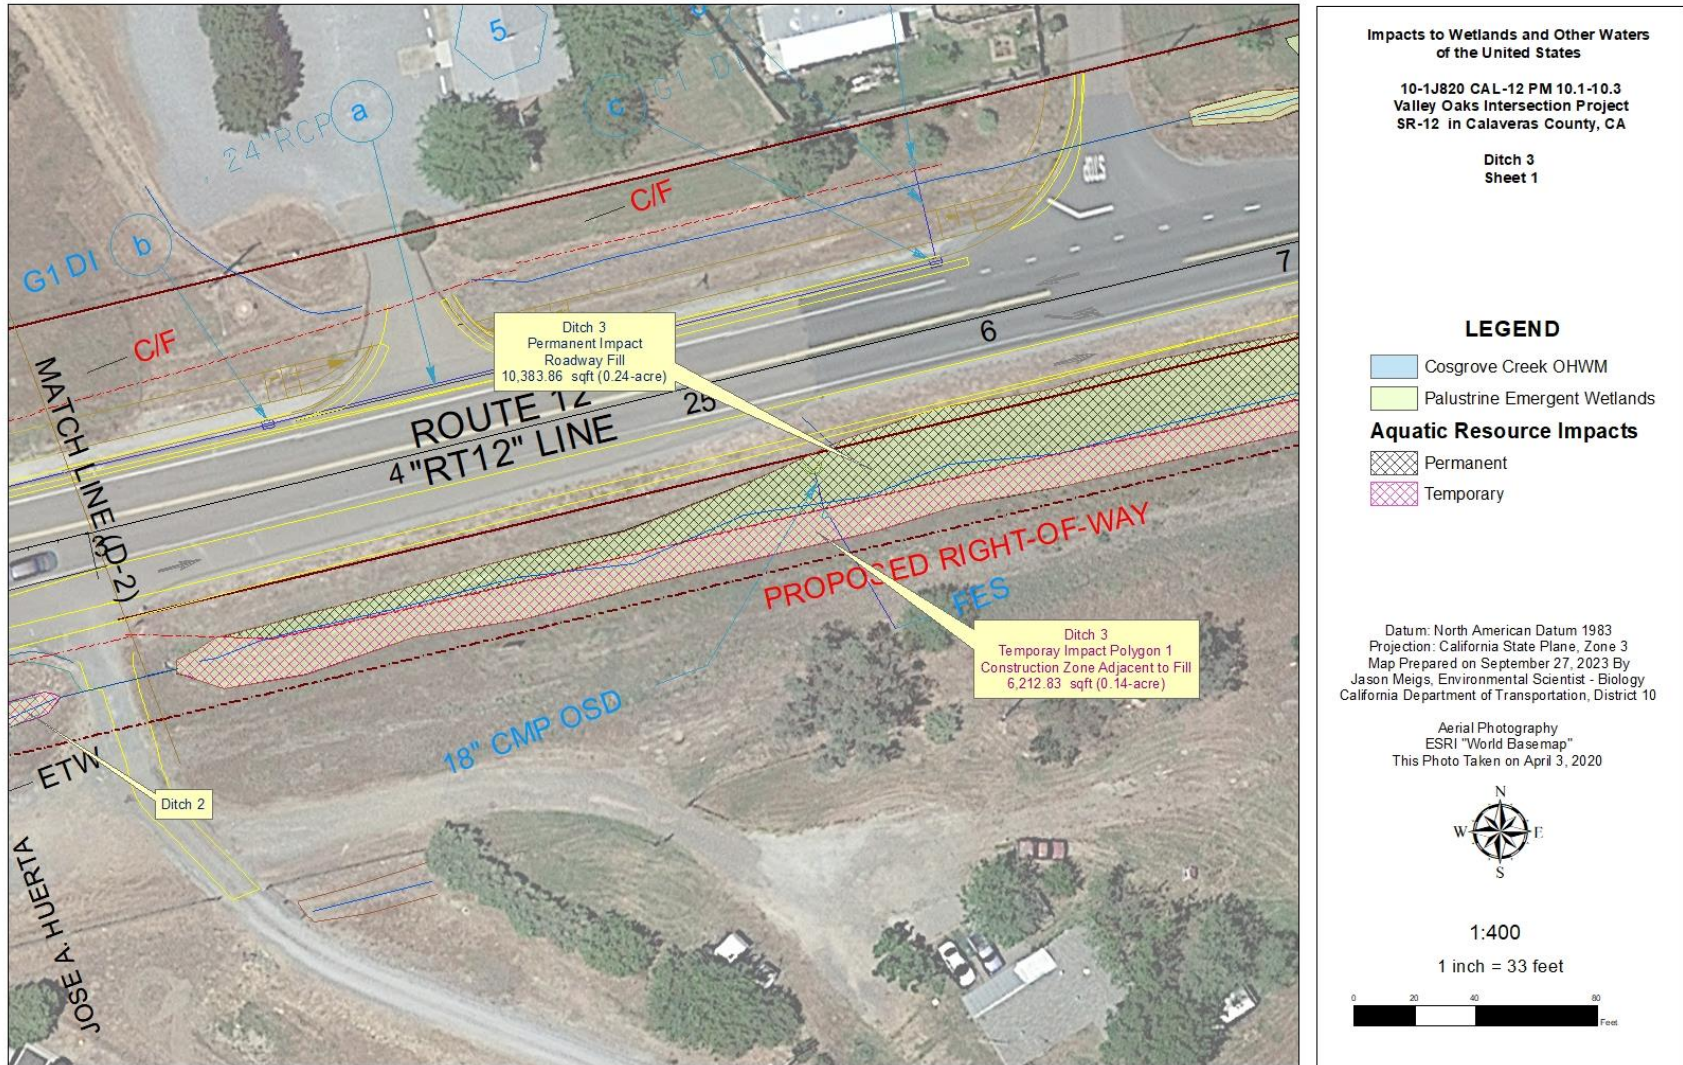 5
a
c
G1 DI
24"RCP
b
G1 DI
C/F
C/F
STOP
7
6
Ditch 3
Permanent Impact
Roadway Fill
10,383.86 sqft (0.24-acre)
MATCH LINE (D-2)
ROUTE 12
25
4 "RT12" LINE
3
PROPOSED RIGHT-OF-WAY
FES
Ditch 3
Temporay Impact Polygon 1
Construction Zone Adjacent to Fill
6,212.83 sqft (0.14-acre)
18" CMP OSD
ETW
Ditch 2
JOSE A. HUERTA
Impacts to Wetlands and Other Waters
of the United States
10-1J820 CAL-12 PM 10.1-10.3
Valley Oaks Intersection Project
SR-12 in Calaveras County, CA
Ditch 3
Sheet 1
LEGEND
Cosgrove Creek OHWM
Palustrine Emergent Wetlands
Aquatic Resource Impacts
Permanent
Temporary
Datum: North American Datum 1983
Projection: California State Plane, Zone 3
Map Prepared on September 27, 2023 By
Jason Meigs, Environmental Scientist - Biology
California Department of Transportation, District 10
Aerial Photography
ESRI "World Basemap"
This Photo Taken on April 3, 2020
N
W E
S
1:400
1 inch = 33 feet
0 20 40 80
Feet